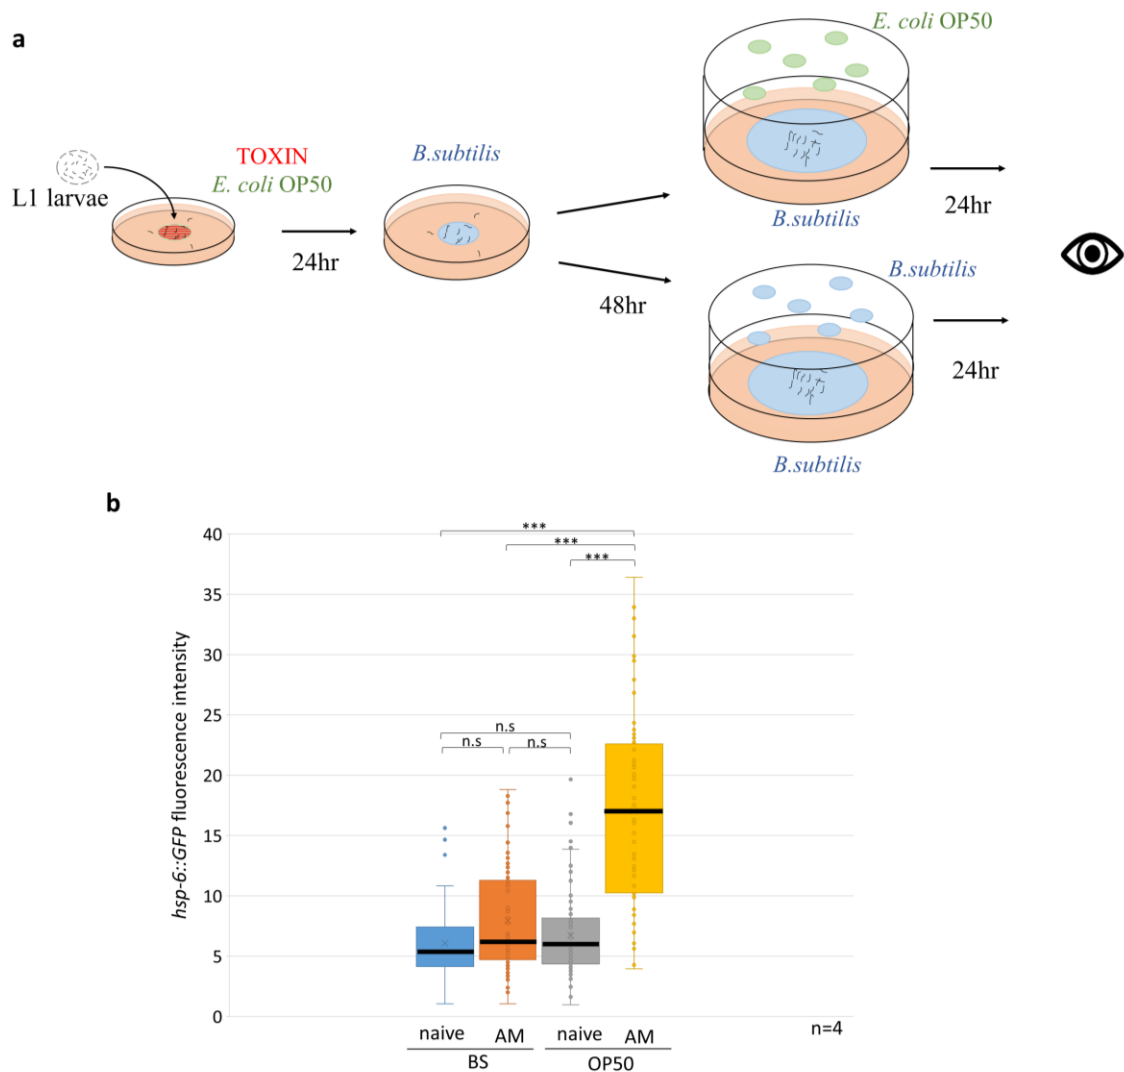 a
E. coli OP50
TOXIN
B.subtilis
L1 larvae
E. coli OP50
24hr
B.subtilis
24hr
48hr
B.subtilis
24hr
B.subtilis
b
***
***
***
40
35
30
25
20
15
10
5
0
hsp-6::GFP fluorescence intensity
n.s
n.s
n.s
naive
AM
naive
AM
BS
OP50
n=4